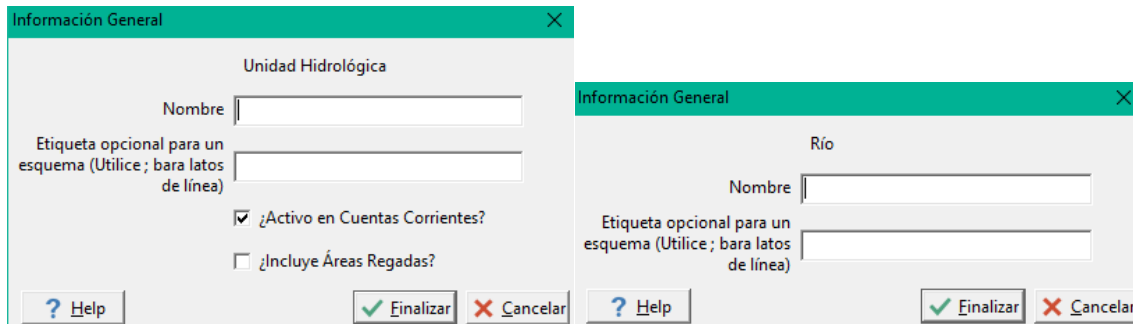 Información General
Unidad Hidrológica
Nombre
Etiqueta opcional para un
esquema (Utilice ; bara latos
de línea)
¿Activo en Cuentas Corrientes?
¿Incluye Áreas Regadas?
? Help
Finalizar
Cancelar
Información General
Río
Nombre
Etiqueta opcional para un
esquema (Utilice ; bara latos
de línea)
? Help
Finalizar
Cancelar